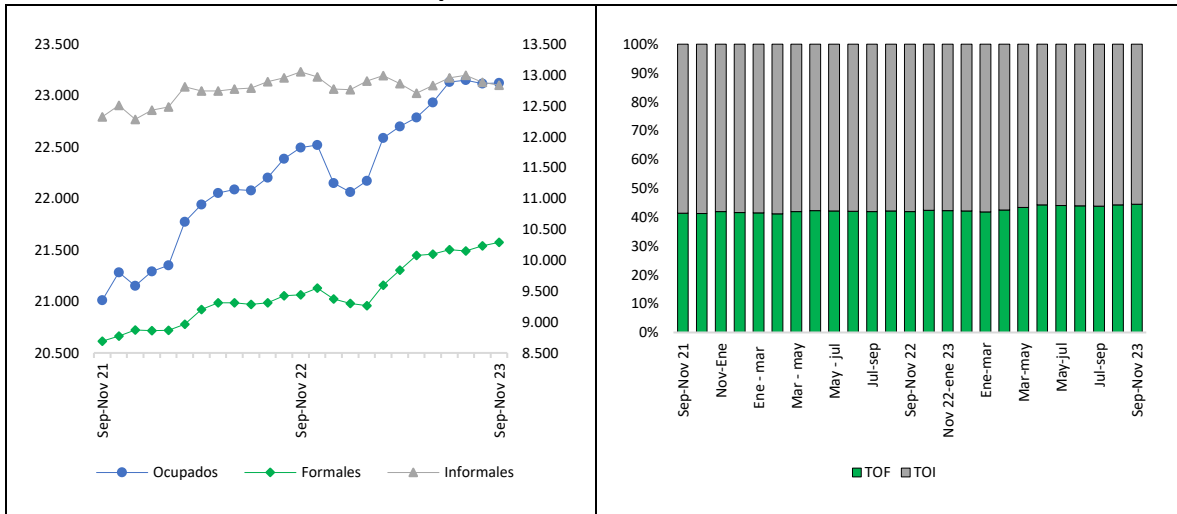 23.500
23.000
22.500
22.000
21.500
21.000
20.500
13.500
13.000
12.500
12.000
11.500
11.000
10.500
10.000
9.500
9.000
8.500
Sep-Nov 21
Sep-Nov 22
Sep-Nov 23
Ocupados Formales Informales
100%
90%
80%
70%
60%
50%
40%
30%
20%
10%
0%
Sep-Nov 21
Nov-Ene
Ene - mar
Mar - may
May - jul
Jul-sep
Sep-Nov 22
Nov 22-ene 23
Ene-mar
Mar-may
May-jul
Jul-sep
Sep-Nov 23
TOF TOI